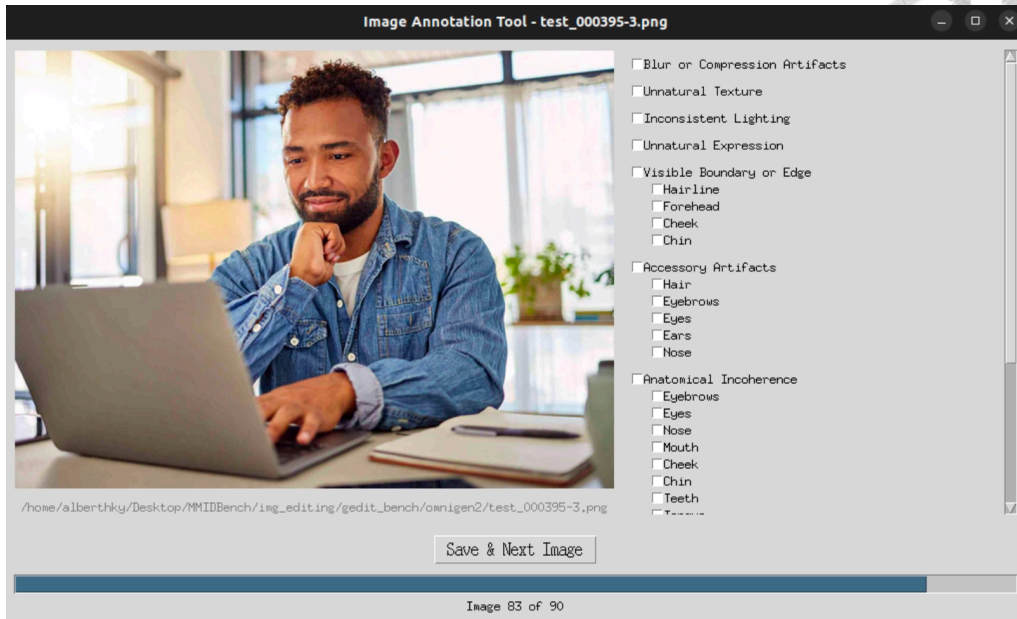 Image Annotation Tool - test_000395-3.png
Blur or Compression Artifacts
Unnatural Texture
Inconsistent Lighting
Unnatural Expression
Visible Boundary or Edge
Hairline
Forehead
Cheek
Chin
Accessory Artifacts
Hair
Eyebrows
Eyes
Ears
Nose
Anatomical Incoherence
Eyebrows
Eyes
Nose
Mouth
Cheek
Chin
Teeth
/home/alberthky/Desktop/MMIDBench/img_editing/gedit_bench/omnigen2/test_000395-3.png
Save & Next Image
Image 83 of 90